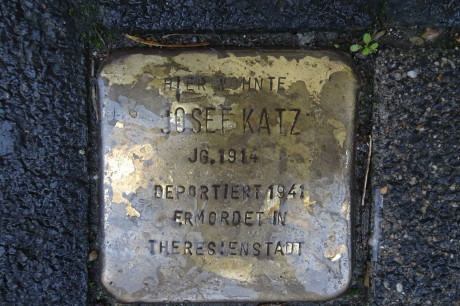 HIER WOHNTE
JOSEF KATZ
JG. 1914
DEPORTIERT 1941
ERMORDET IN
THERESIENSTADT